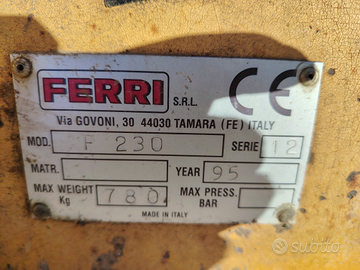 FERRI S.R.L.
CE
Via GOVONI, 30 44030 TAMARA (FE) ITALY
MOD. F 230 SERIE 12
MATR. YEAR 95
MAX WEIGHT Kg 780 MAX PRESS. BAR
MADE IN ITALY
subito